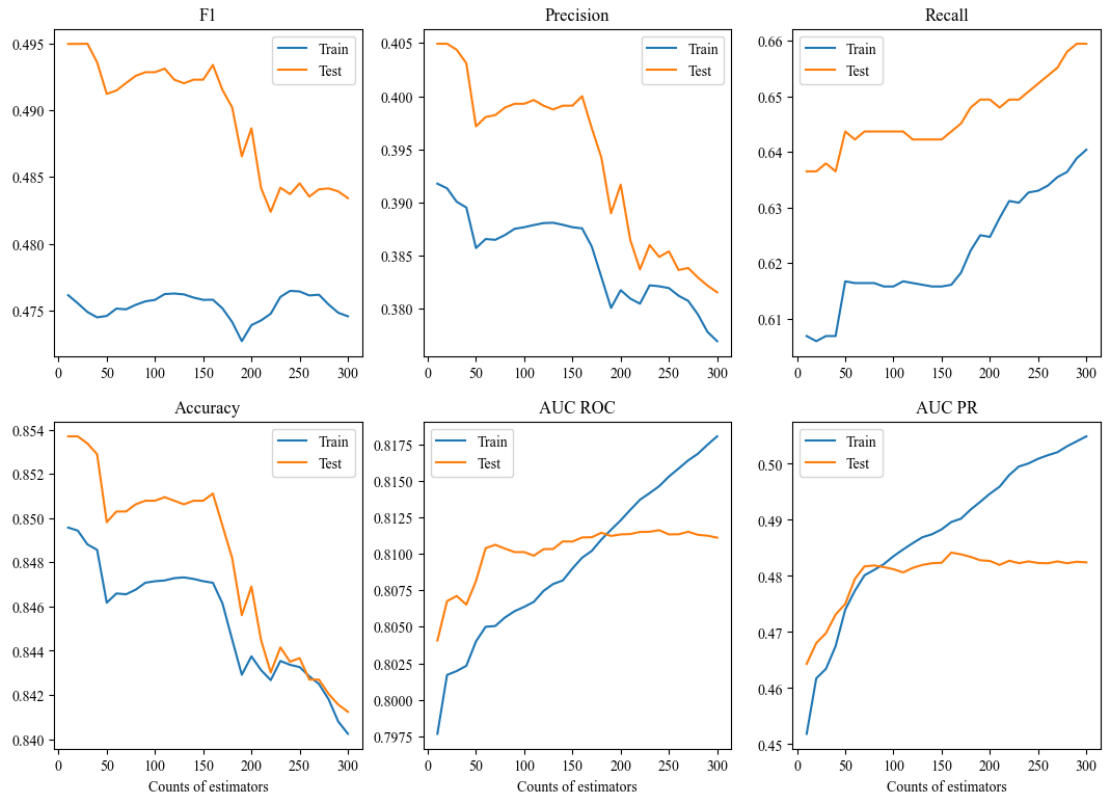 F1
Train
Test
0.495
0.490
0.485
0.480
0.475
0 50 100 150 200 250 300
Precision
Train
Test
0.405
0.400
0.395
0.390
0.385
0.380
0 50 100 150 200 250 300
Recall
Train
Test
0.66
0.65
0.64
0.63
0.62
0.61
0 50 100 150 200 250 300
Accuracy
Train
Test
0.854
0.852
0.850
0.848
0.846
0.844
0.842
0.840
0 50 100 150 200 250 300
Counts of estimators
AUC ROC
Train
Test
0.8175
0.8150
0.8125
0.8100
0.8075
0.8050
0.8025
0.8000
0.7975
0 50 100 150 200 250 300
Counts of estimators
AUC PR
Train
Test
0.50
0.49
0.48
0.47
0.46
0.45
0 50 100 150 200 250 300
Counts of estimators